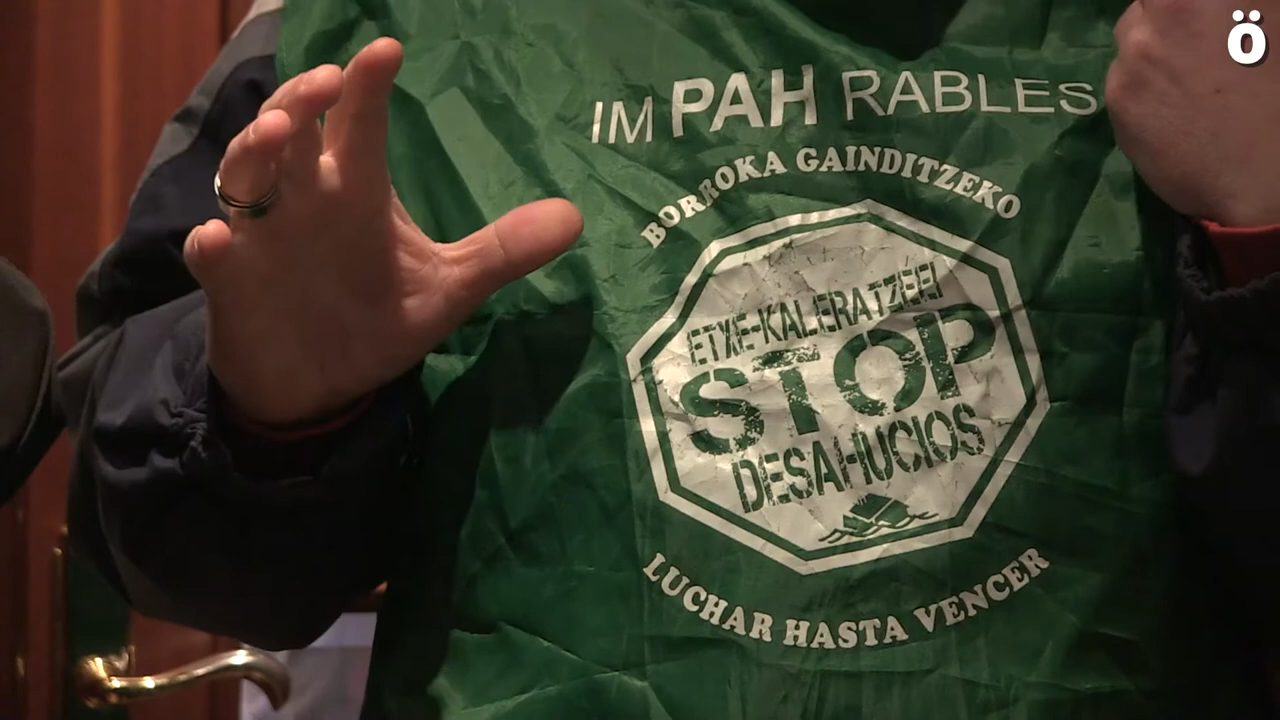 ö
IM PAH RABLES
BORROKA GAINDITZEKO
ETXE-KALERATZEEI
STOP
DESAHUCIOS
LUCHAR HASTA VENCER